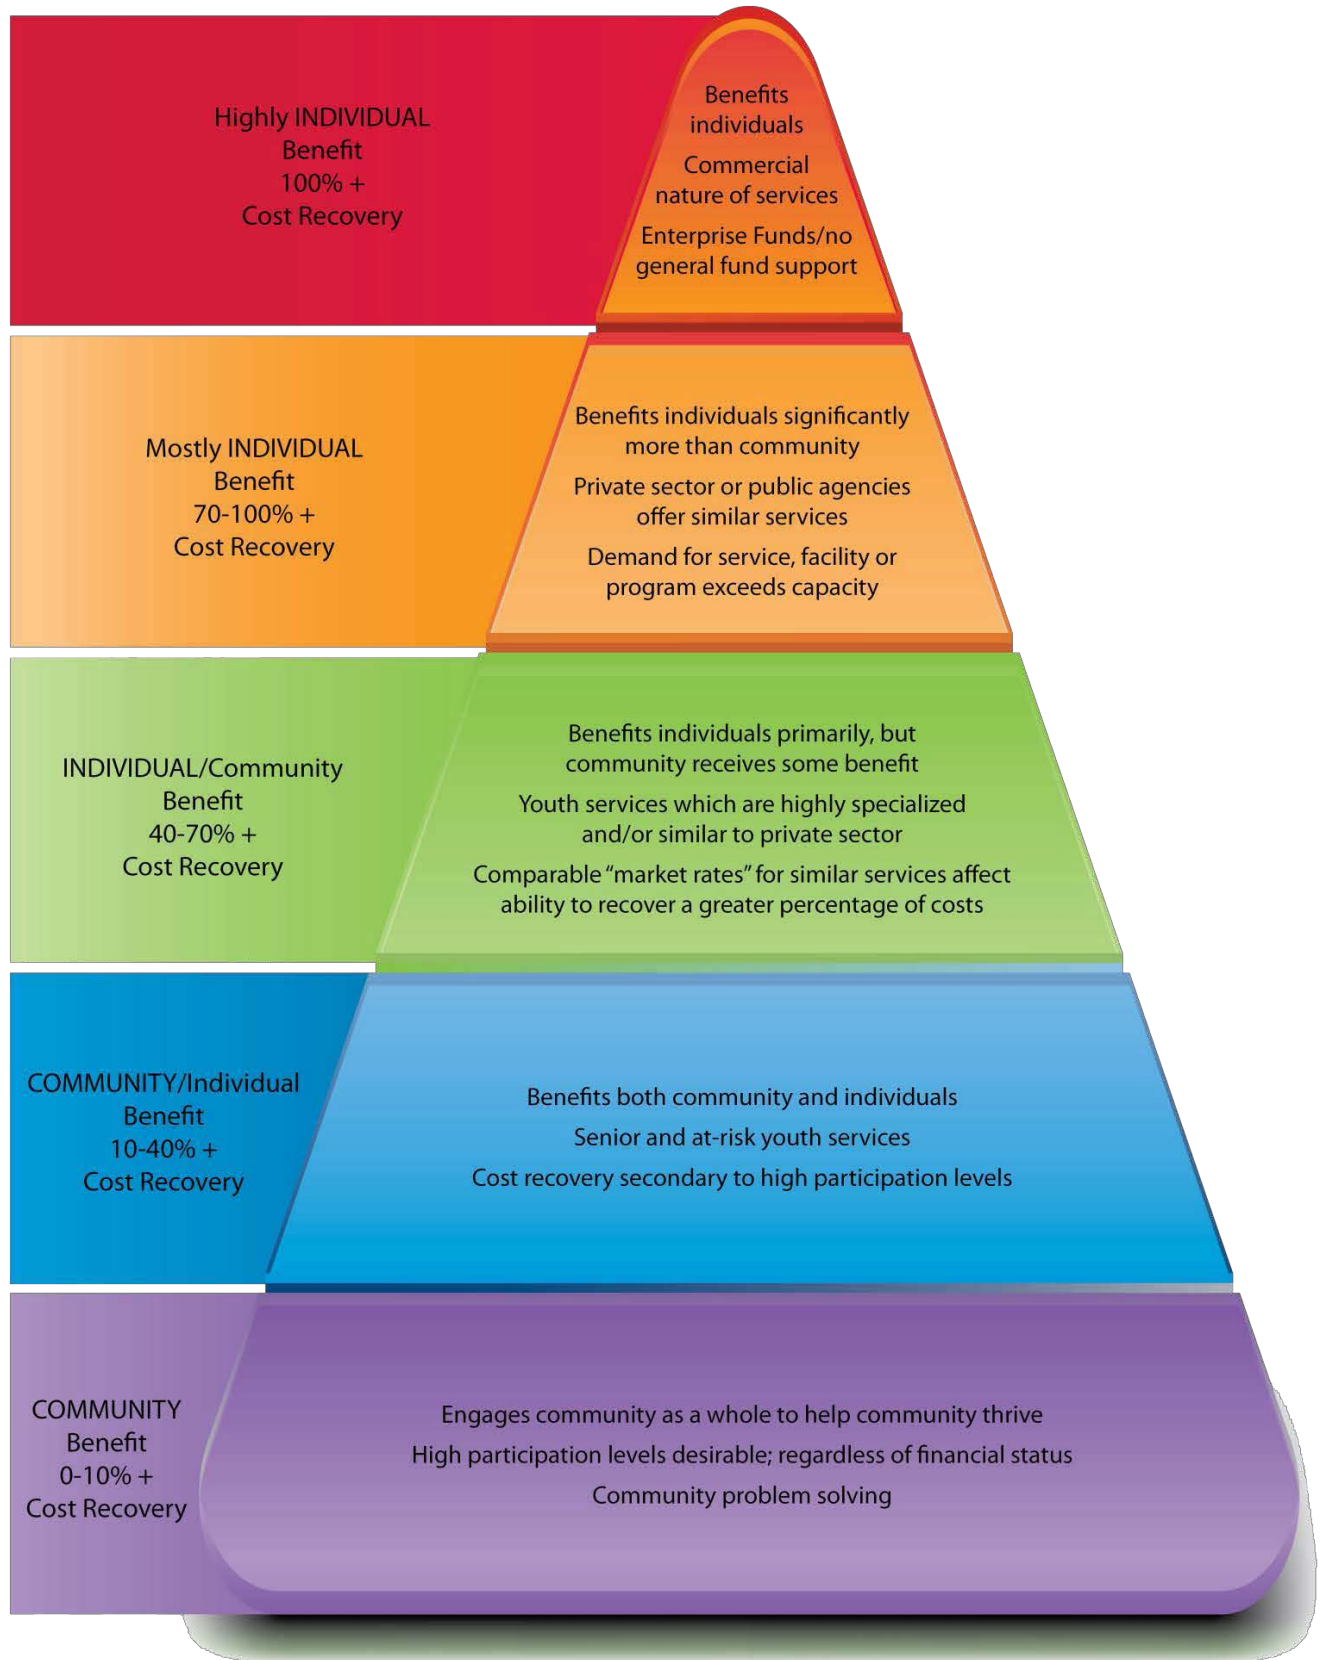 Highly INDIVIDUAL
Benefit
100% +
Cost Recovery
Benefits
individuals
Commercial
nature of services
Enterprise Funds/no
general fund support
Mostly INDIVIDUAL
Benefit
70-100% +
Cost Recovery
Benefits individuals significantly
more than community
Private sector or public agencies
offer similar services
Demand for service, facility or
program exceeds capacity
INDIVIDUAL/Community
Benefit
40-70% +
Cost Recovery
Benefits individuals primarily, but
community receives some benefit
Youth services which are highly specialized
and/or similar to private sector
Comparable “market rates” for similar services affect
ability to recover a greater percentage of costs
COMMUNITY/Individual
Benefit
10-40% +
Cost Recovery
Benefits both community and individuals
Senior and at-risk youth services
Cost recovery secondary to high participation levels
COMMUNITY
Benefit
0-10% +
Cost Recovery
Engages community as a whole to help community thrive
High participation levels desirable; regardless of financial status
Community problem solving